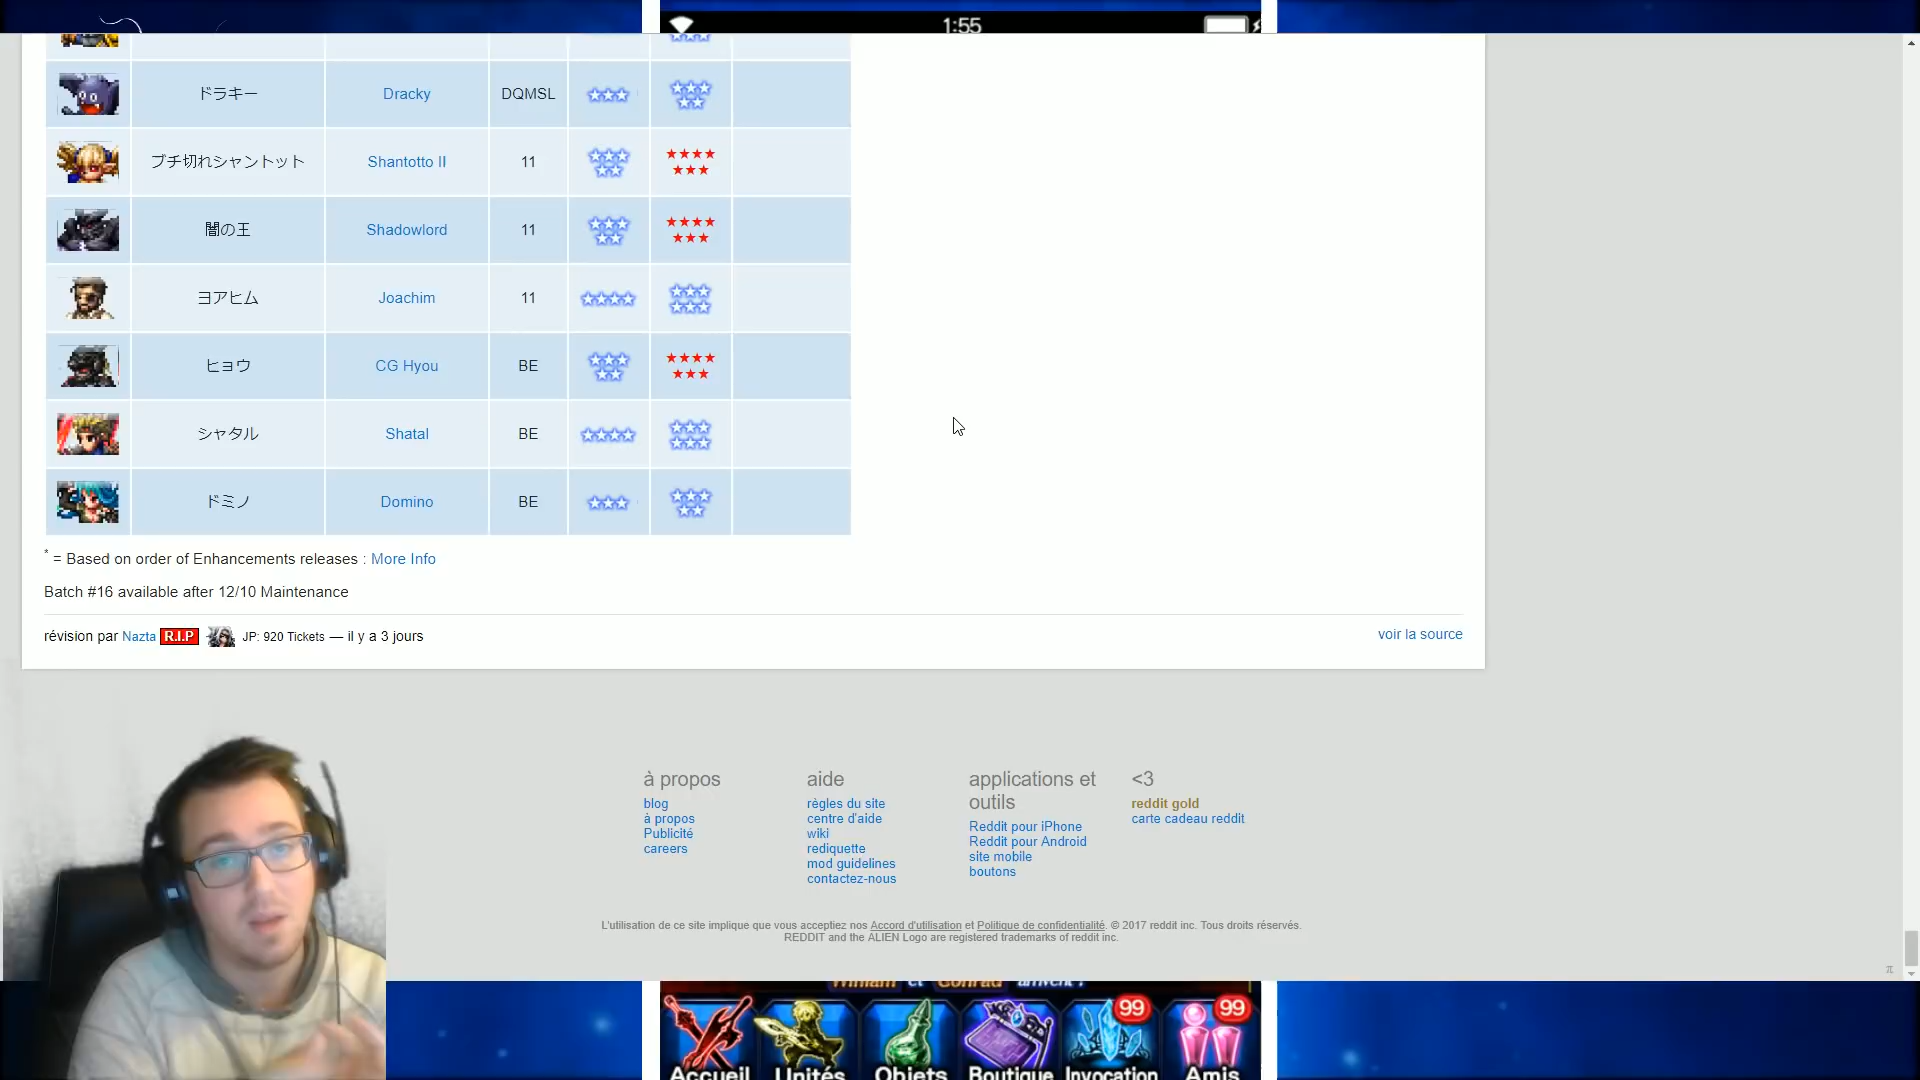 1:55
ドラキー Dracky DQMSL
ブチ切れシャントット Shantotto II 11
闇の王 Shadowlord 11
ヨアヒム Joachim 11
ヒョウ CG Hyou BE
シャタル Shatal BE
ドミノ Domino BE
* = Based on order of Enhancements releases : More Info
Batch #16 available after 12/10 Maintenance
révision par Nazta R.I.P JP: 920 Tickets — il y a 3 jours
voir la source
à propos
blog
à propos
Publicité
careers
aide
règles du site
centre d'aide
wiki
rediquette
mod guidelines
contactez-nous
applications et
outils
Reddit pour iPhone
Reddit pour Android
site mobile
boutons
<3
reddit gold
carte cadeau reddit
L'utilisation de ce site implique que vous acceptiez nos Accord d'utilisation et Politique de confidentialité. © 2017 reddit inc. Tous droits réservés.
REDDIT and the ALIEN Logo are registered trademarks of reddit inc.
π
et Conrad arrivent !
99 99
Accueil Unités Objets Boutique Invocation Amis